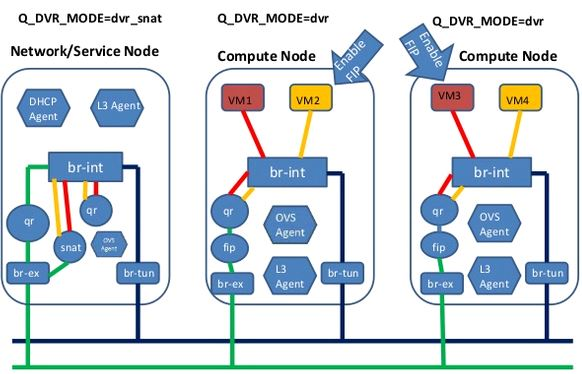 Q_DVR_MODE=dvr_snat
Network/Service Node
DHCP
Agent
L3 Agent
br-int
qr
qr
snat
OVS
Agent
br-ex
br-tun
Q_DVR_MODE=dvr
Compute Node
Enable
FIP
VM1
VM2
br-int
qr
OVS
Agent
fip
L3
Agent
br-ex
br-tun
Q_DVR_MODE=dvr
Enable
FIP
Compute Node
VM3
VM4
br-int
qr
OVS
Agent
fip
L3
Agent
br-ex
br-tun